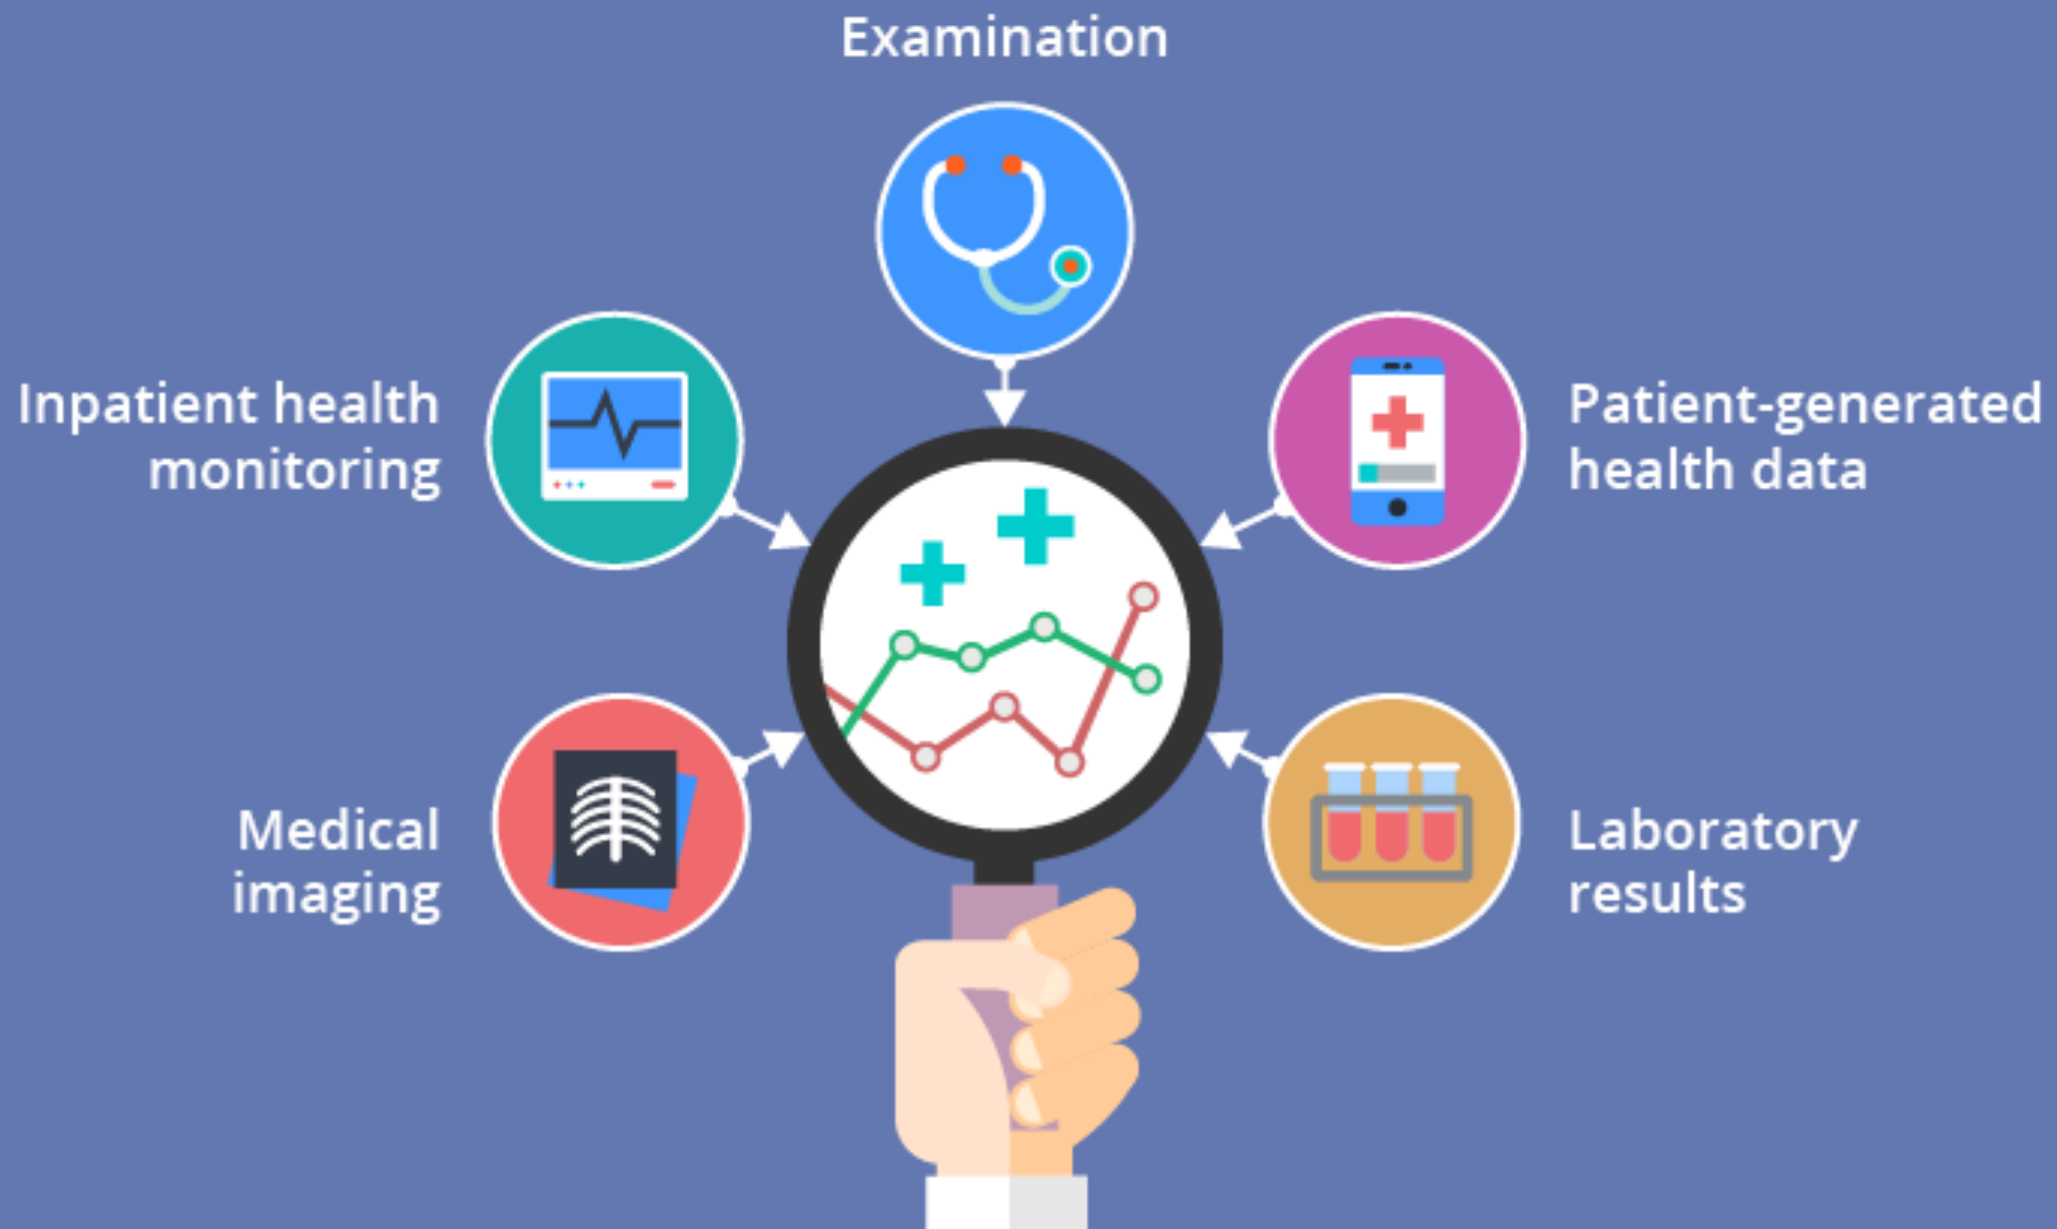 Examination
Inpatient health
monitoring
Patient-generated
health data
Medical
imaging
Laboratory
results